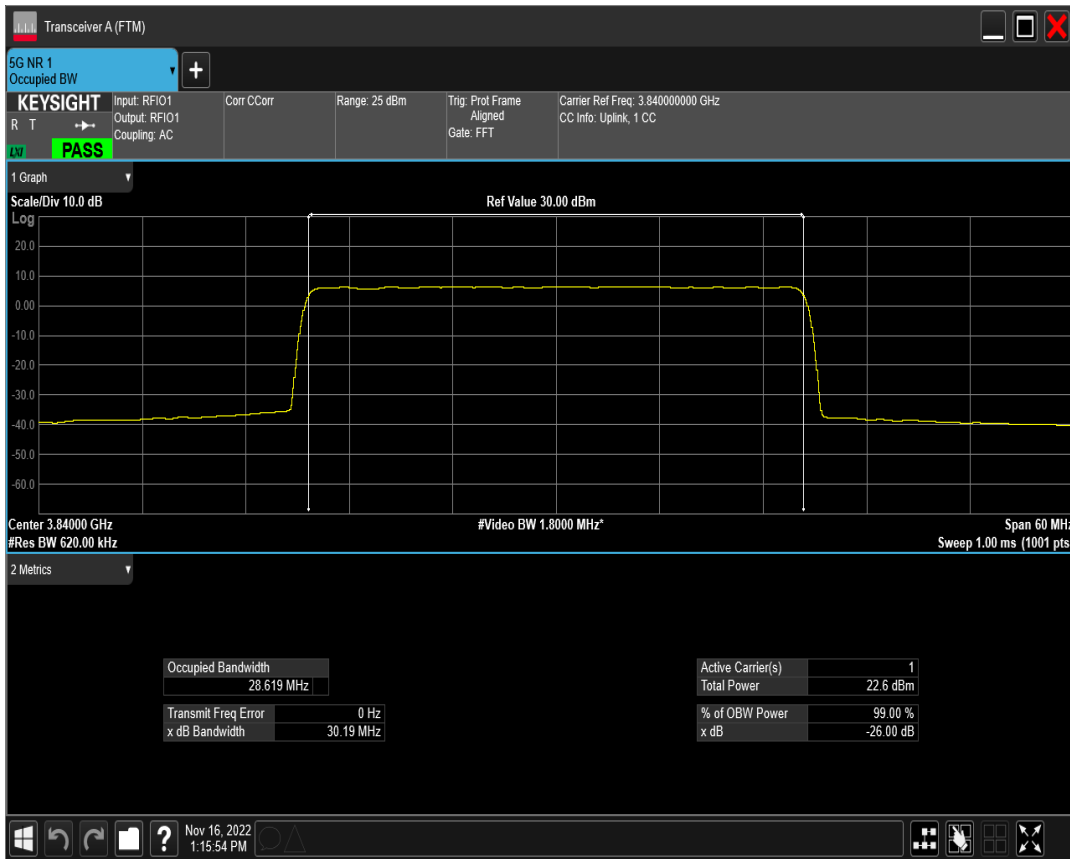 Transceiver A (FTM)
5G NR 1
Occupied BW
+
KEYSIGHT
R T
LXI
PASS
Input: RFIO1
Output: RFIO1
Coupling: AC
Corr CCorr
Range: 25 dBm
Trig: Prot Frame
Aligned
Gate: FFT
Carrier Ref Freq: 3.840000000 GHz
CC Info: Uplink, 1 CC
1 Graph
Scale/Div 10.0 dB
Ref Value 30.00 dBm
Log
20.0
10.0
0.00
-10.0
-20.0
-30.0
-40.0
-50.0
-60.0
Center 3.84000 GHz
#Video BW 1.8000 MHz*
Span 60 MHz
#Res BW 620.00 kHz
Sweep 1.00 ms (1001 pts
2 Metrics
Occupied Bandwidth
28.619 MHz
Transmit Freq Error 0 Hz
x dB Bandwidth 30.19 MHz
Active Carrier(s) 1
Total Power 22.6 dBm
% of OBW Power 99.00 %
x dB -26.00 dB
?
Nov 16, 2022
1:15:54 PM